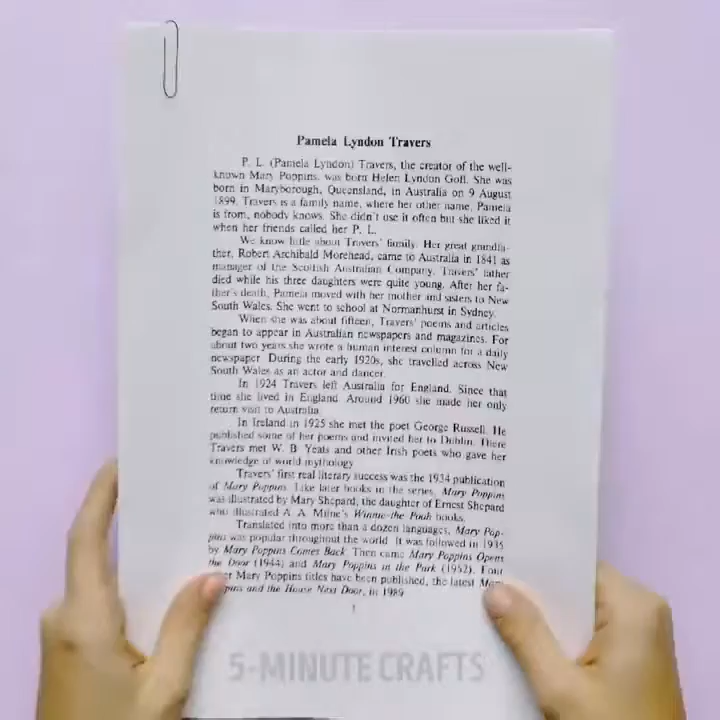 Pamela Lyndon Travers
P. L. (Pamela Lyndon) Travers, the creator of the well-
known Mary Poppins, was born Helen Lyndon Goff. She was
born in Maryborough, Queensland, in Australia on 9 August
1899. Travers is a family name, where her other name, Pamela
is from, nobody knows. She didn't use it often but she liked it
when her friends called her P. L.
We know little about Travers' family. Her great grandfa-
ther, Robert Archibald Morehead, came to Australia in 1841 as
manager of the Scottish Australian Company. Travers' father
died while his three daughters were quite young. After her fa-
ther's death, Pamela moved with her mother and sisters to New
South Wales. She went to school at Normanhurst in Sydney.
When she was about fifteen, Travers' poems and articles
began to appear in Australian newspapers and magazines. For
about two years she wrote a human interest column for a daily
newspaper. During the early 1920s, she travelled across New
South Wales as an actor and dancer.
In 1924 Travers left Australia for England. Since that
time she lived in England. Around 1960 she made her only
return visit to Australia.
In Ireland in 1925 she met the poet George Russell. He
published some of her poems and invited her to Dublin. There
Travers met W. B. Yeats and other Irish poets who gave her
knowledge of world mythology
Travers' first real literary success was the 1934 publication
of Mary Poppins. Like later books in the series, Mary Poppins
was illustrated by Mary Shepard, the daughter of Ernest Shepard
who illustrated A. A. Milne's Winnie-the Pooh books.
Translated into more than a dozen languages, Mary Pop-
pins was popular throughout the world. It was followed in 1935
by Mary Poppins Comes Back. Then came Mary Poppins Opens
the Door (1944) and Mary Poppins in the Park (1952). Four
Mary Poppins titles have been published, the latest Mary
and the House Next Door, in 1989
1
5-MINUTE CRAFTS